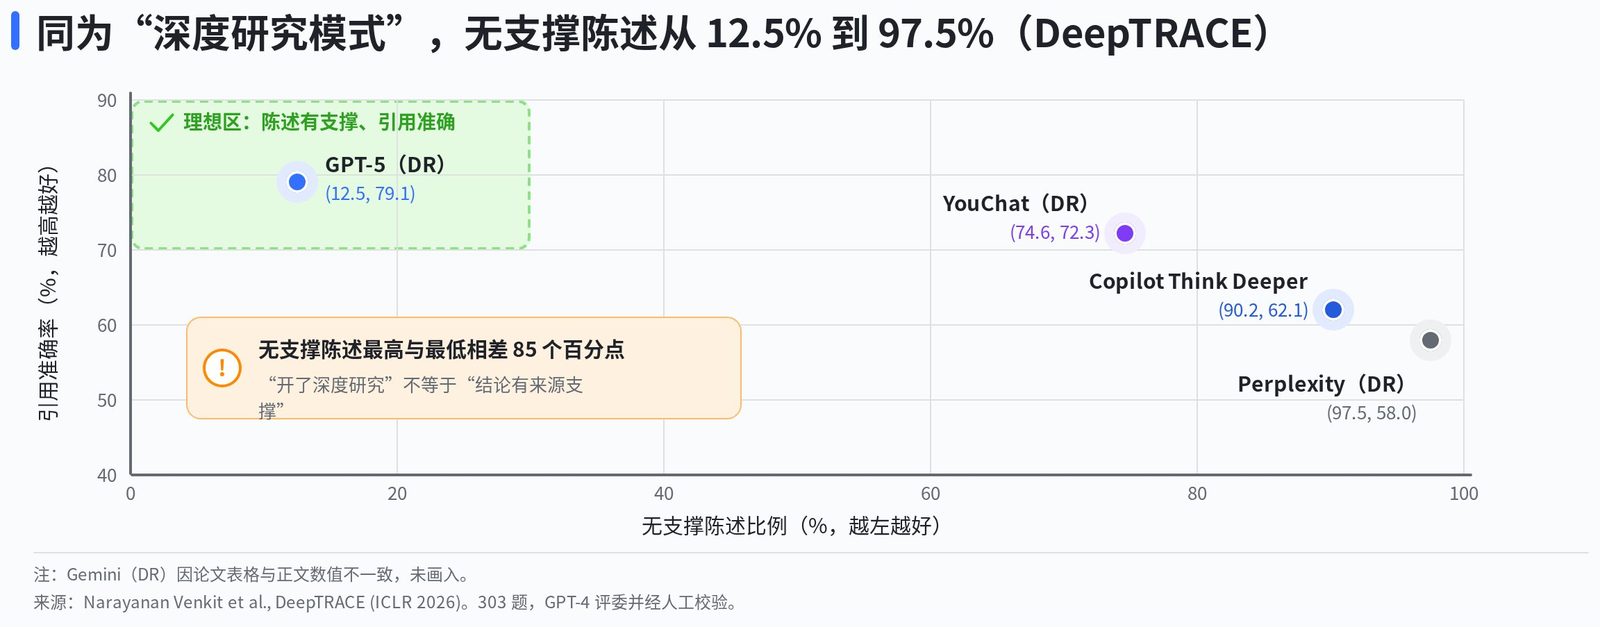 同为“深度研究模式”，无支撑陈述从 12.5% 到 97.5%（DeepTRACE）
引用准确率（%，越高越好）
90
80
70
60
50
40
理想区：陈述有支撑、引用准确
GPT-5（DR）
(12.5, 79.1)
YouChat（DR）
(74.6, 72.3)
Copilot Think Deeper
(90.2, 62.1)
Perplexity（DR）
(97.5, 58.0)
!
无支撑陈述最高与最低相差 85 个百分点
“开了深度研究”不等于“结论有来源支
撑”
0
20
40
60
80
100
无支撑陈述比例（%，越左越好）
注：Gemini（DR）因论文表格与正文数值不一致，未画入。
来源：Narayanan Venkit et al., DeepTRACE (ICLR 2026)。303 题，GPT-4 评委并经人工校验。